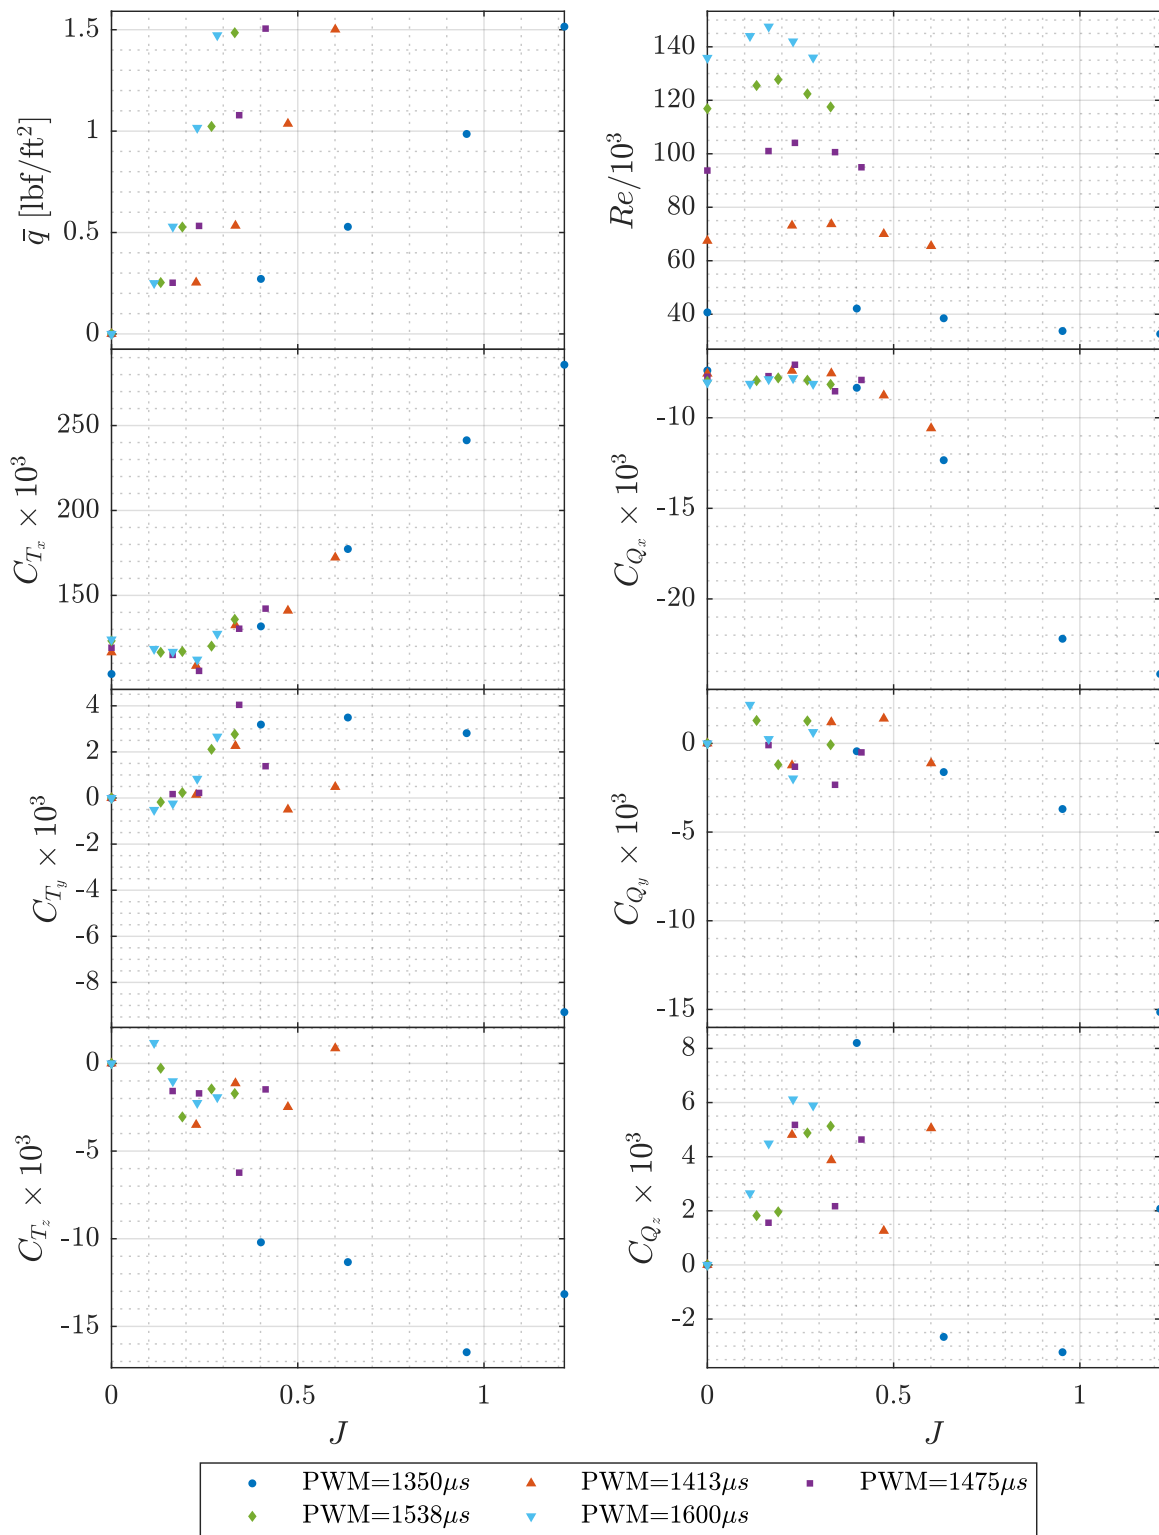 1.5
1
0.5
0
q̄ [lbf/ft²]
140
120
100
80
60
40
Re/10³
250
200
150
C_{T_x} × 10³
-10
-15
-20
C_{Q_x} × 10³
4
2
0
-2
-4
-6
-8
C_{T_y} × 10³
0
-5
-10
-15
C_{Q_y} × 10³
0
-5
-10
-15
C_{T_z} × 10³
8
6
4
2
0
-2
C_{Q_z} × 10³
0 0.5 1
J
0 0.5 1
J
PWM=1350μs PWM=1413μs PWM=1475μs
PWM=1538μs PWM=1600μs